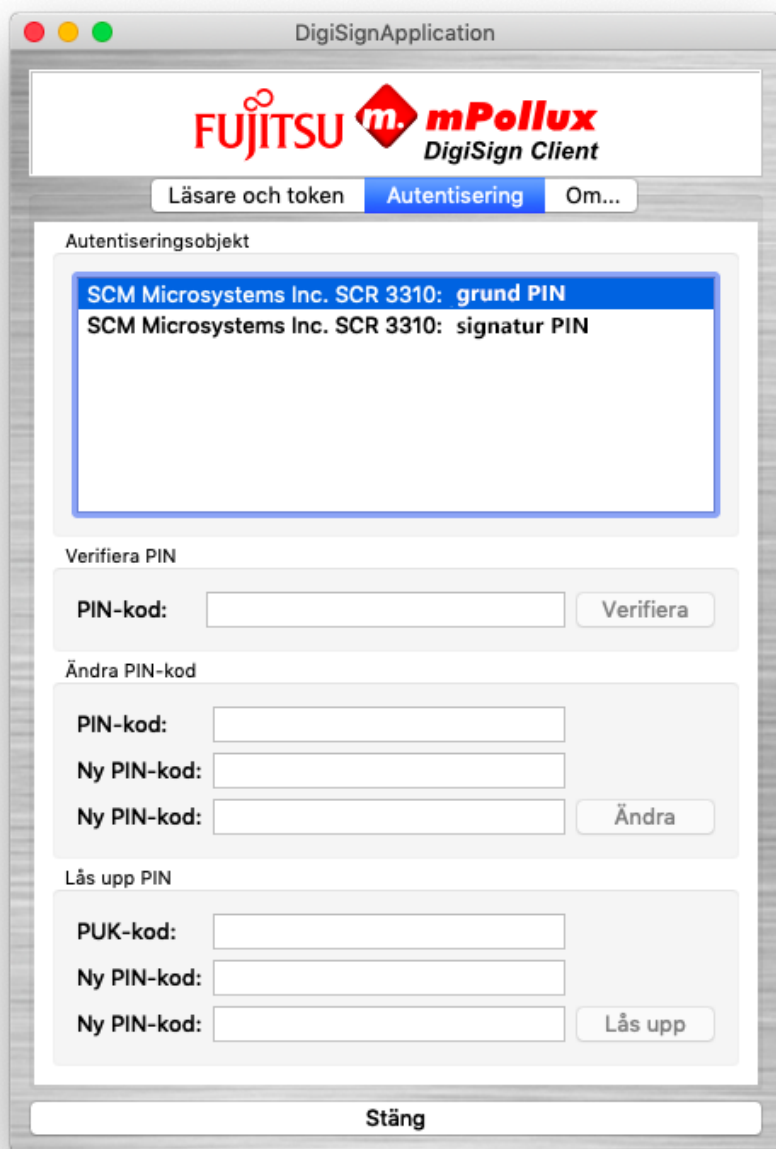 DigiSignApplication
FUJITSU m. mPollux
DigiSign Client
Läsare och token Autentisering Om...
Autentiseringsobjekt
SCM Microsystems Inc. SCR 3310: grund PIN
SCM Microsystems Inc. SCR 3310: signatur PIN
Verifiera PIN
PIN-kod: Verifiera
Ändra PIN-kod
PIN-kod:
Ny PIN-kod:
Ny PIN-kod: Ändra
Lås upp PIN
PUK-kod:
Ny PIN-kod:
Ny PIN-kod: Lås upp
Stäng